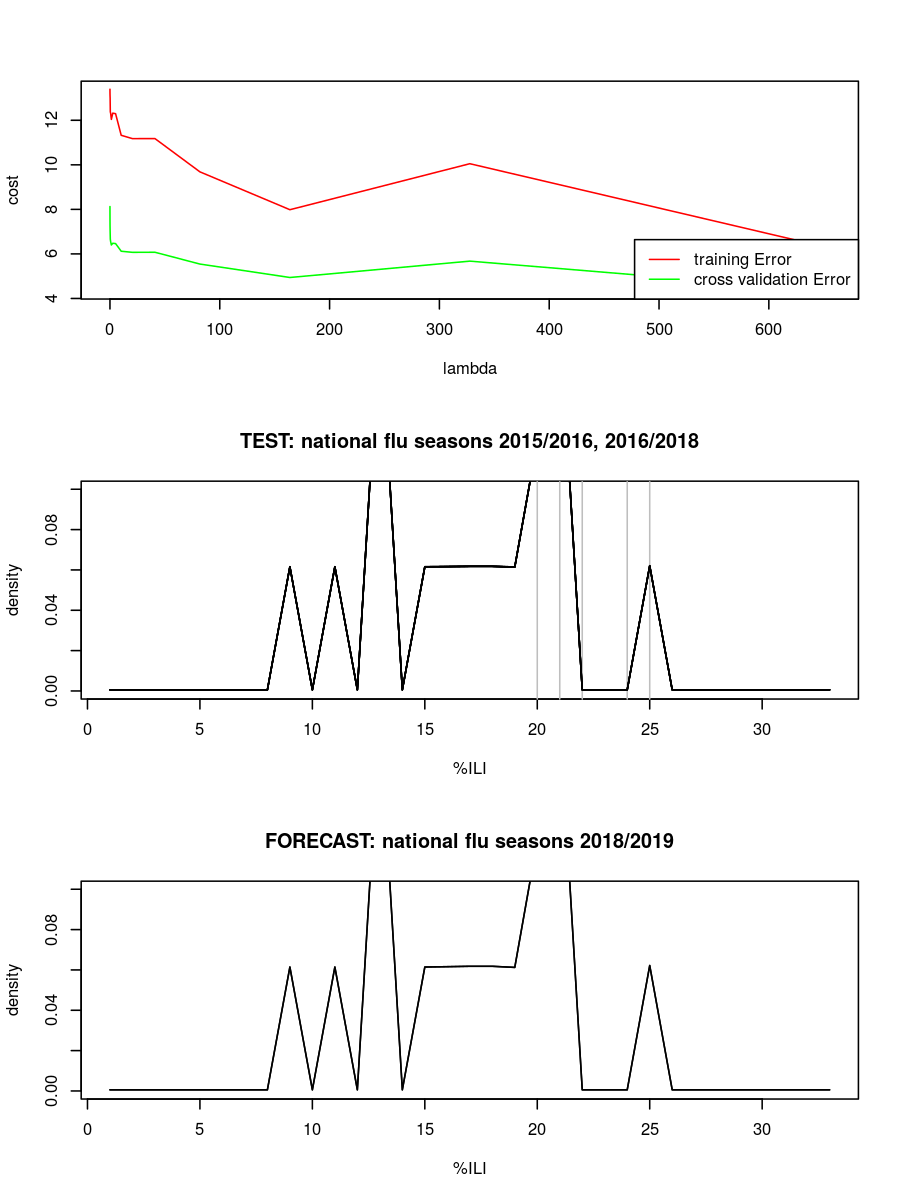 12
10
8
6
4
cost
training Error
cross validation Error
0 100 200 300 400 500 600
lambda
TEST: national flu seasons 2015/2016, 2016/2018
0.08
0.04
0.00
density
0 5 10 15 20 25 30
%ILI
FORECAST: national flu seasons 2018/2019
0.08
0.04
0.00
density
0 5 10 15 20 25 30
%ILI